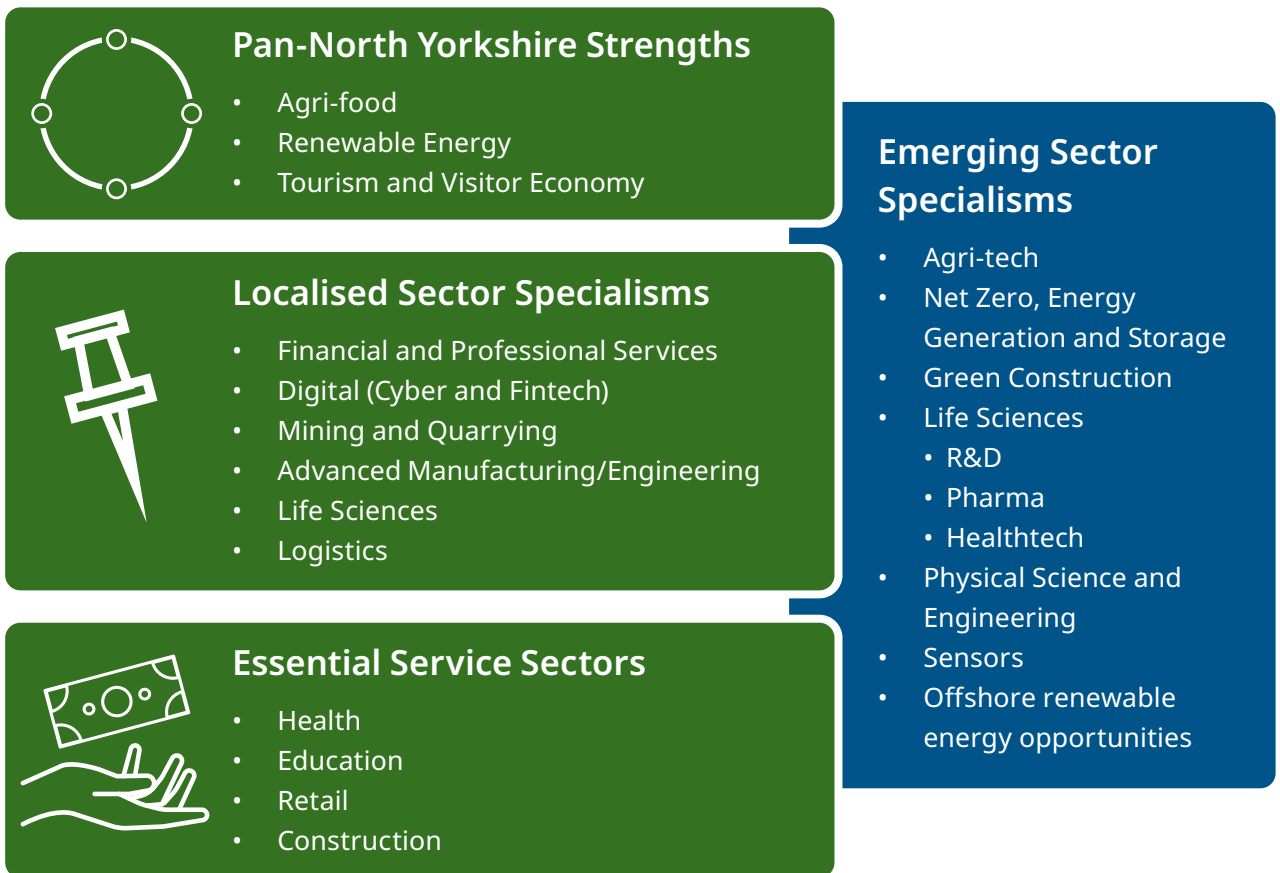 Pan-North Yorkshire Strengths
• Agri-food
• Renewable Energy
• Tourism and Visitor Economy
Localised Sector Specialisms
• Financial and Professional Services
• Digital (Cyber and Fintech)
• Mining and Quarrying
• Advanced Manufacturing/Engineering
• Life Sciences
• Logistics
Essential Service Sectors
• Health
• Education
• Retail
• Construction
Emerging Sector
Specialisms
• Agri-tech
• Net Zero, Energy
Generation and Storage
• Green Construction
• Life Sciences
• R&D
• Pharma
• Healthtech
• Physical Science and
Engineering
• Sensors
• Offshore renewable
energy opportunities